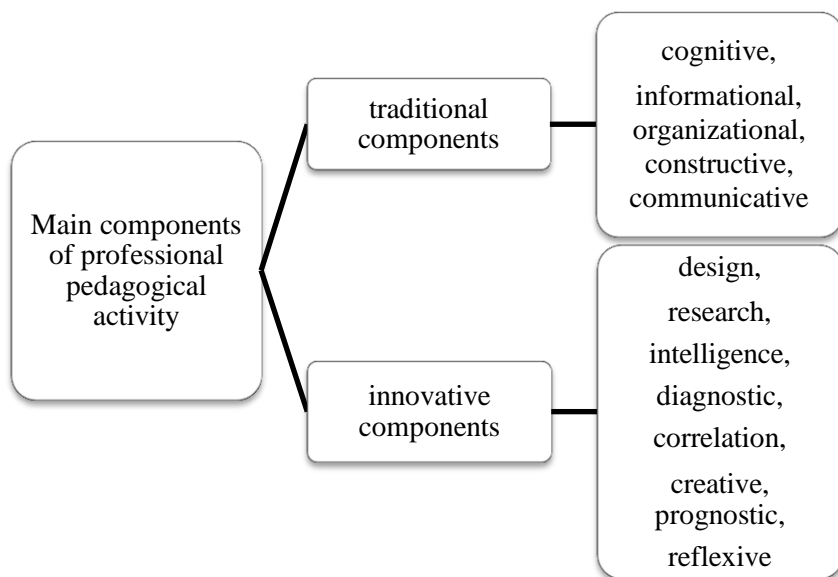 Main components
of professional
pedagogical
activity
traditional
components
cognitive,
informational,
organizational,
constructive,
communicative
innovative
components
design,
research,
intelligence,
diagnostic,
correlation,
creative,
prognostic,
reflexive